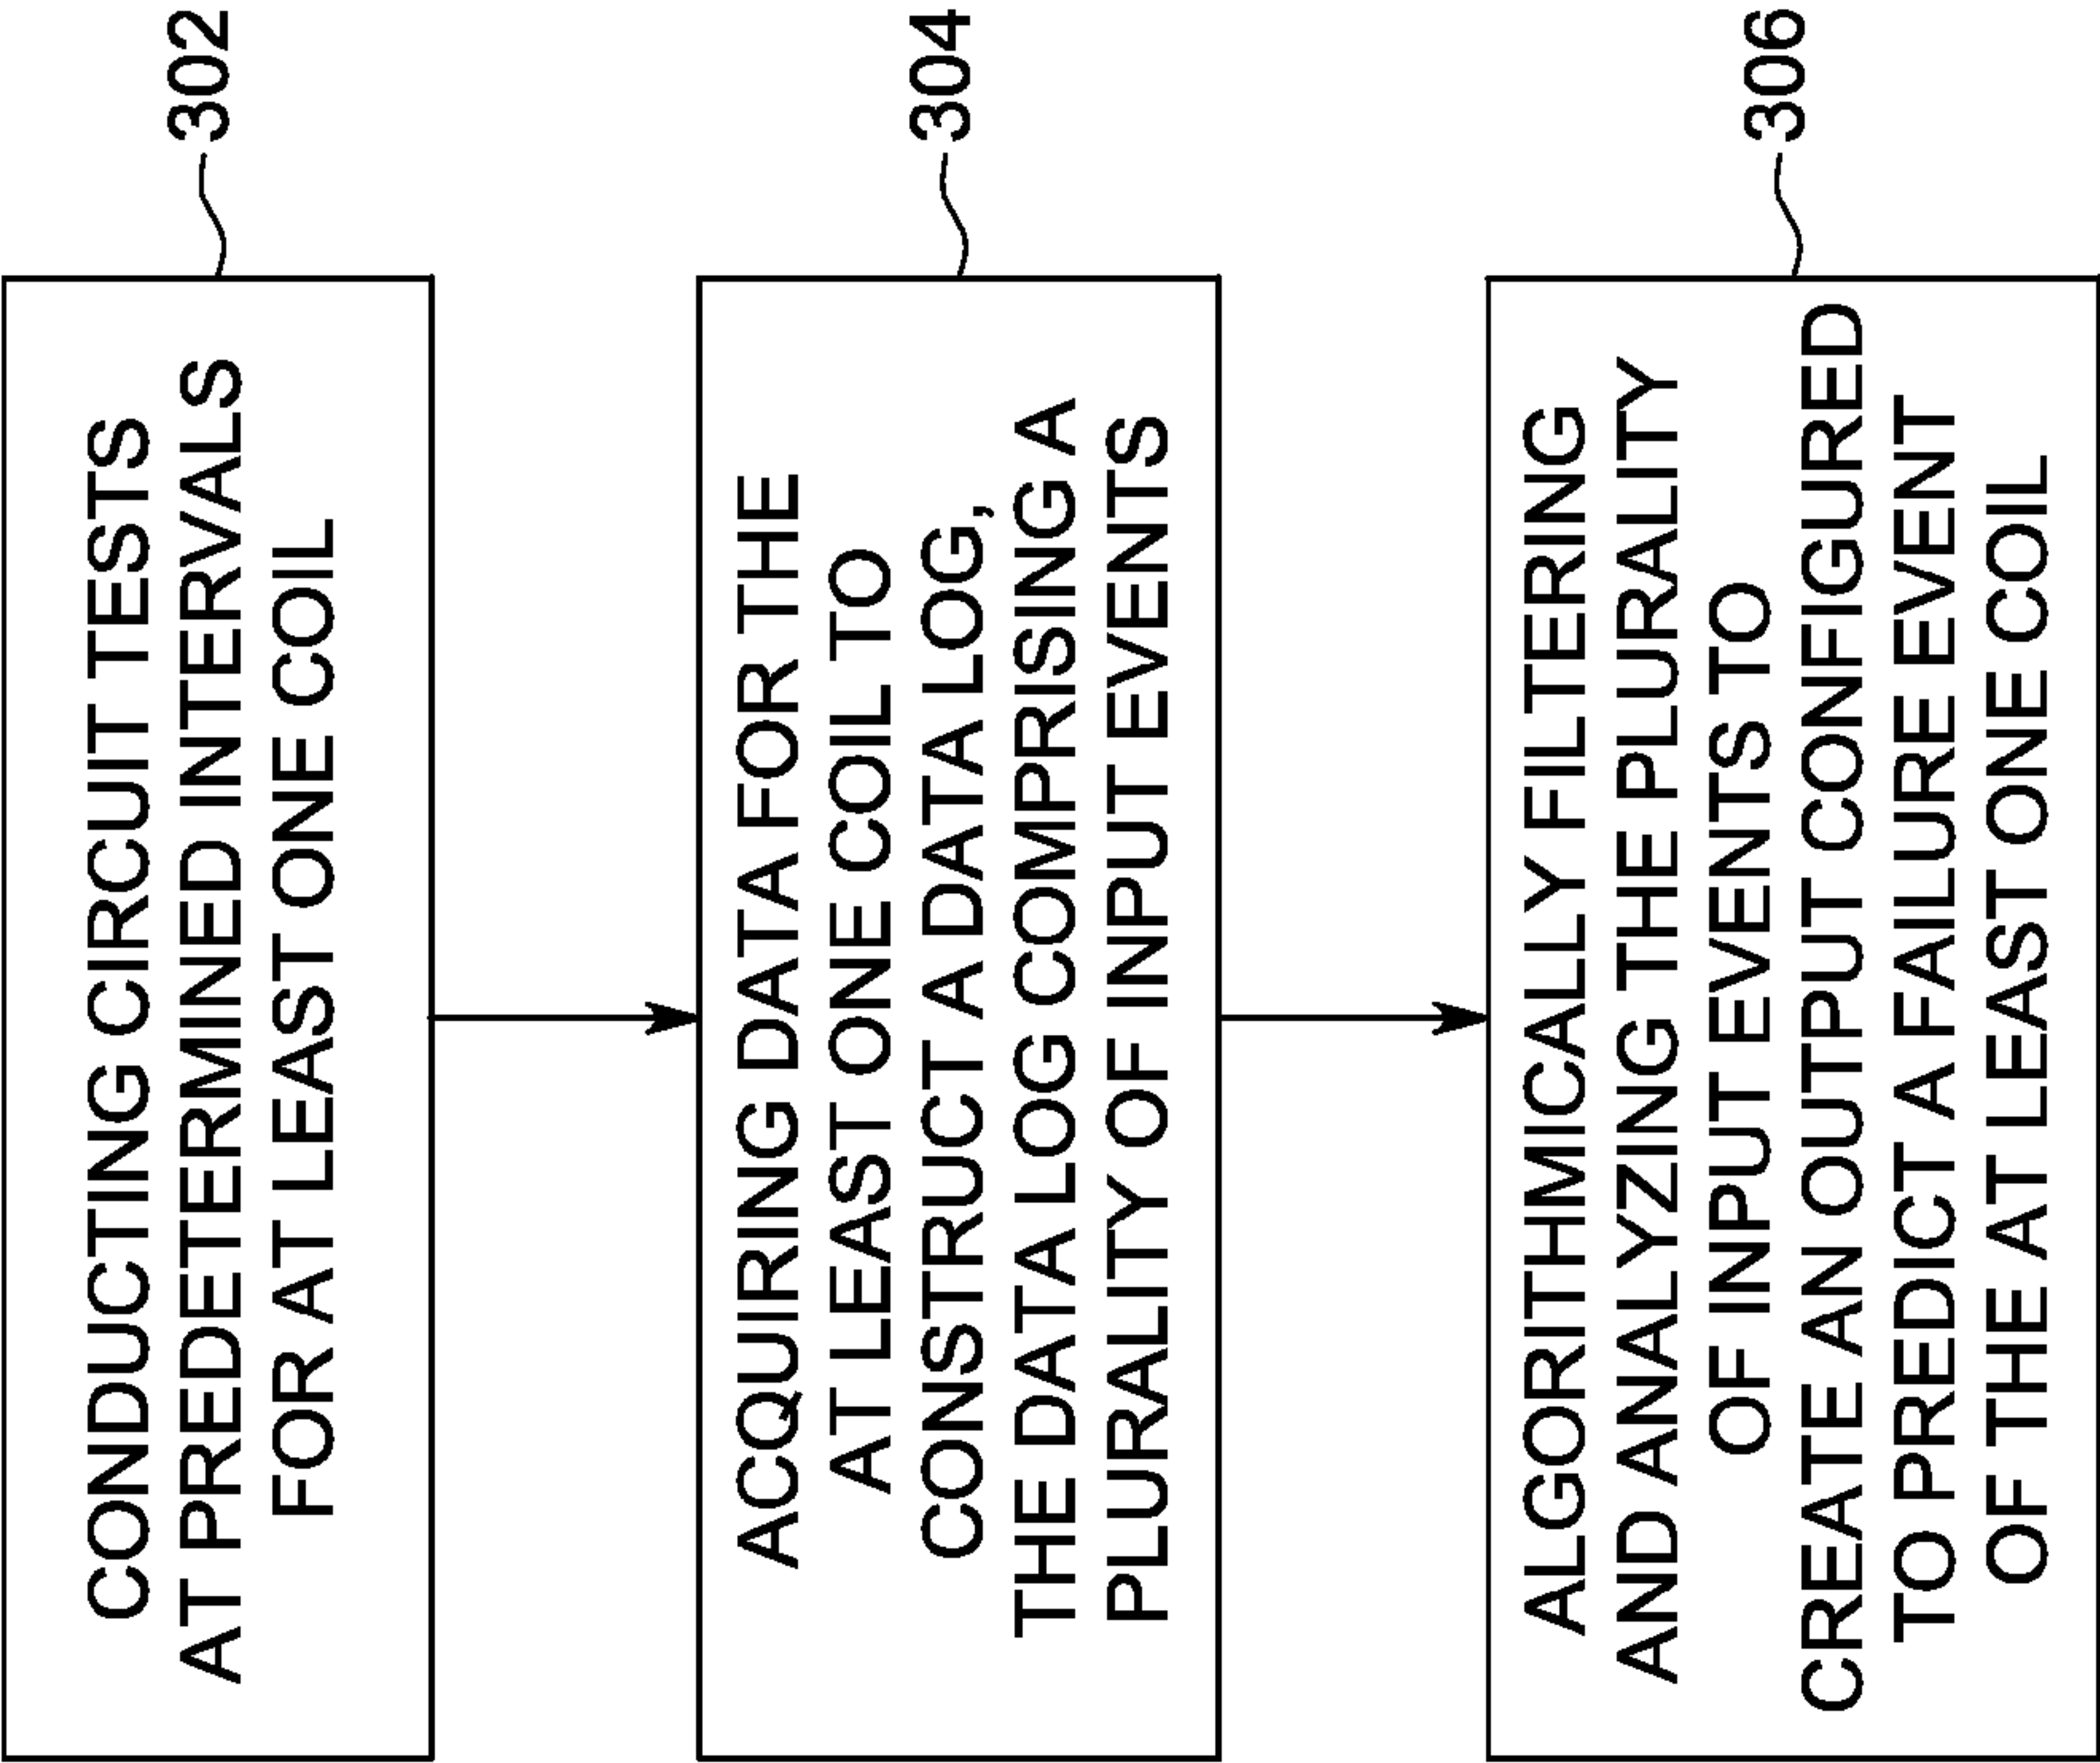 CONDUCTING CIRCUIT TESTS
AT PREDETERMINED INTERVALS
FOR AT LEAST ONE COIL
302
ACQUIRING DATA FOR THE
AT LEAST ONE COIL TO
CONSTRUCT A DATA LOG,
THE DATA LOG COMPRISING A
PLURALITY OF INPUT EVENTS
304
ALGORITHMICALLY FILTERING
AND ANALYZING THE PLURALITY
OF INPUT EVENTS TO
CREATE AN OUTPUT CONFIGURED
TO PREDICT A FAILURE EVENT
OF THE AT LEAST ONE COIL
306